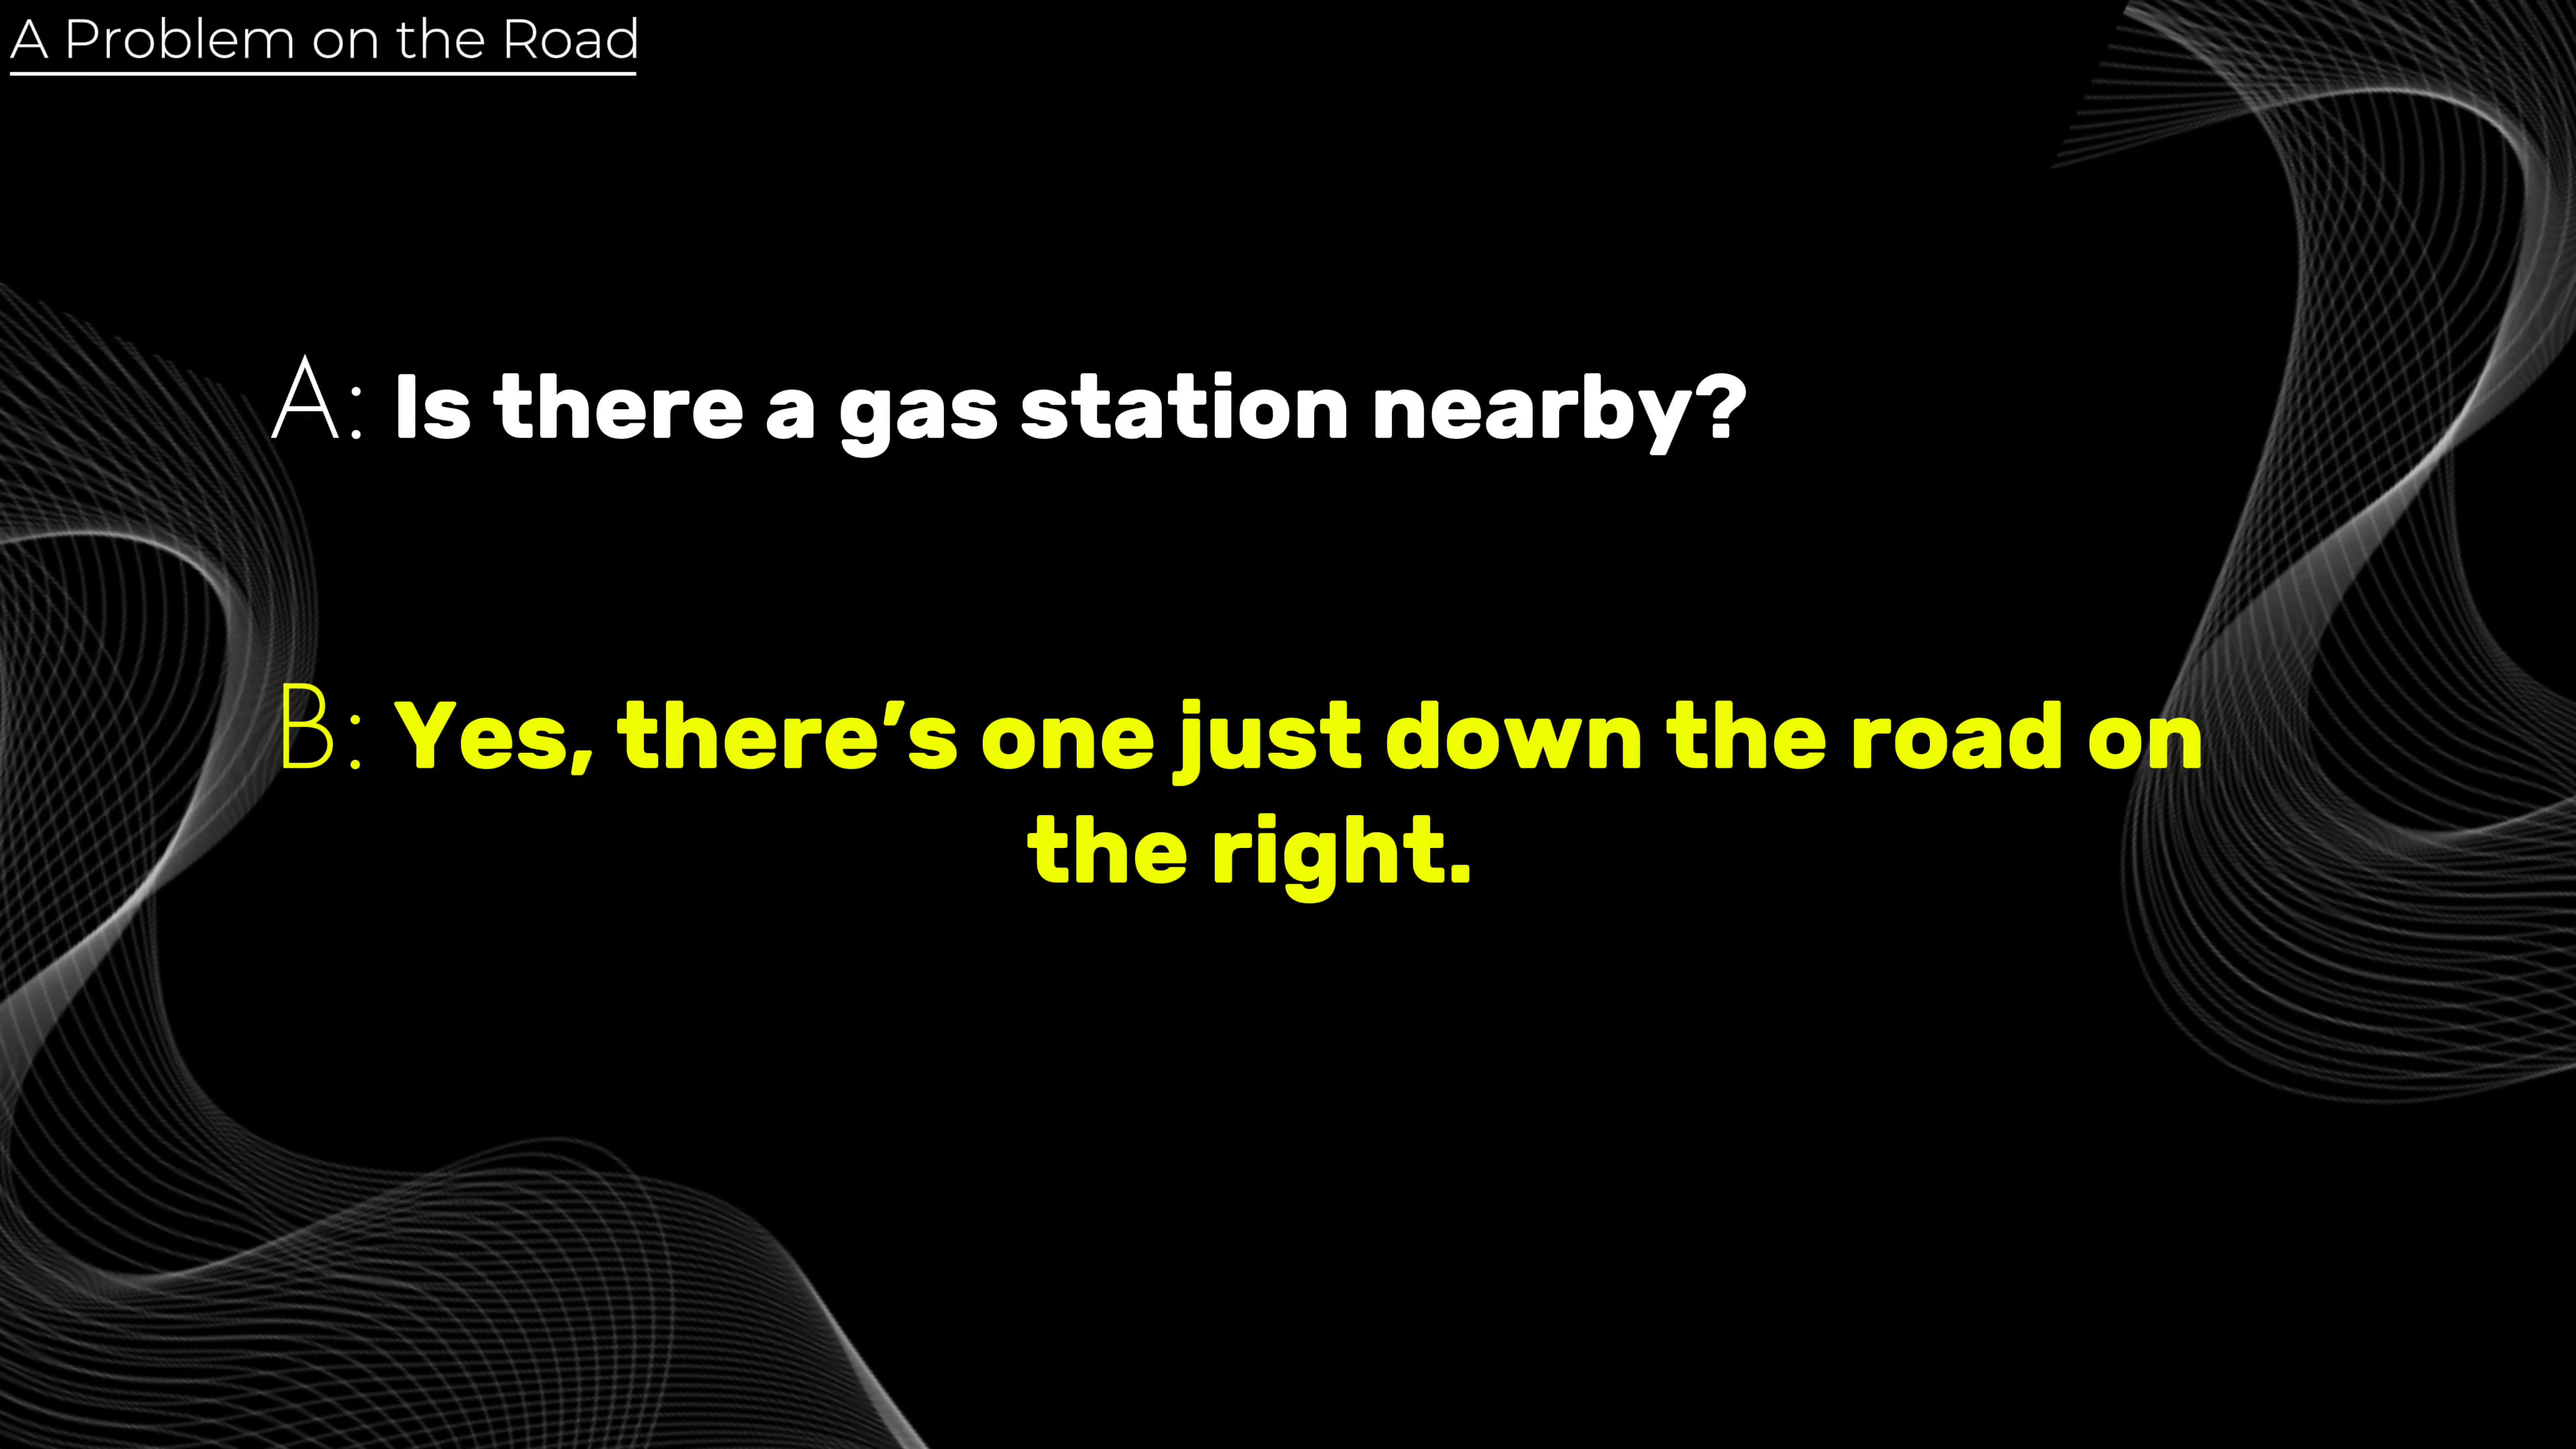 A Problem on the Road
A: Is there a gas station nearby?
B: Yes, there’s one just down the road on
the right.